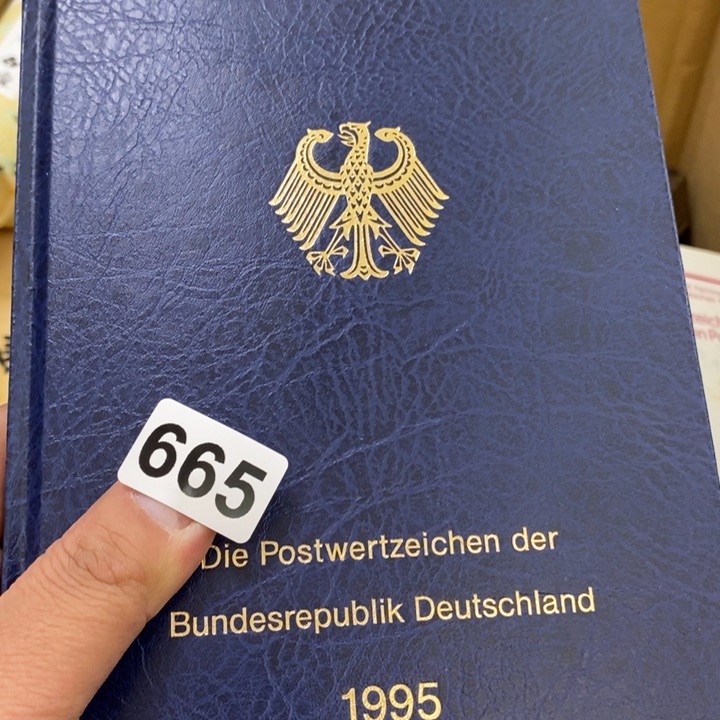 665
Die Postwertzeichen der
Bundesrepublik Deutschland
1995